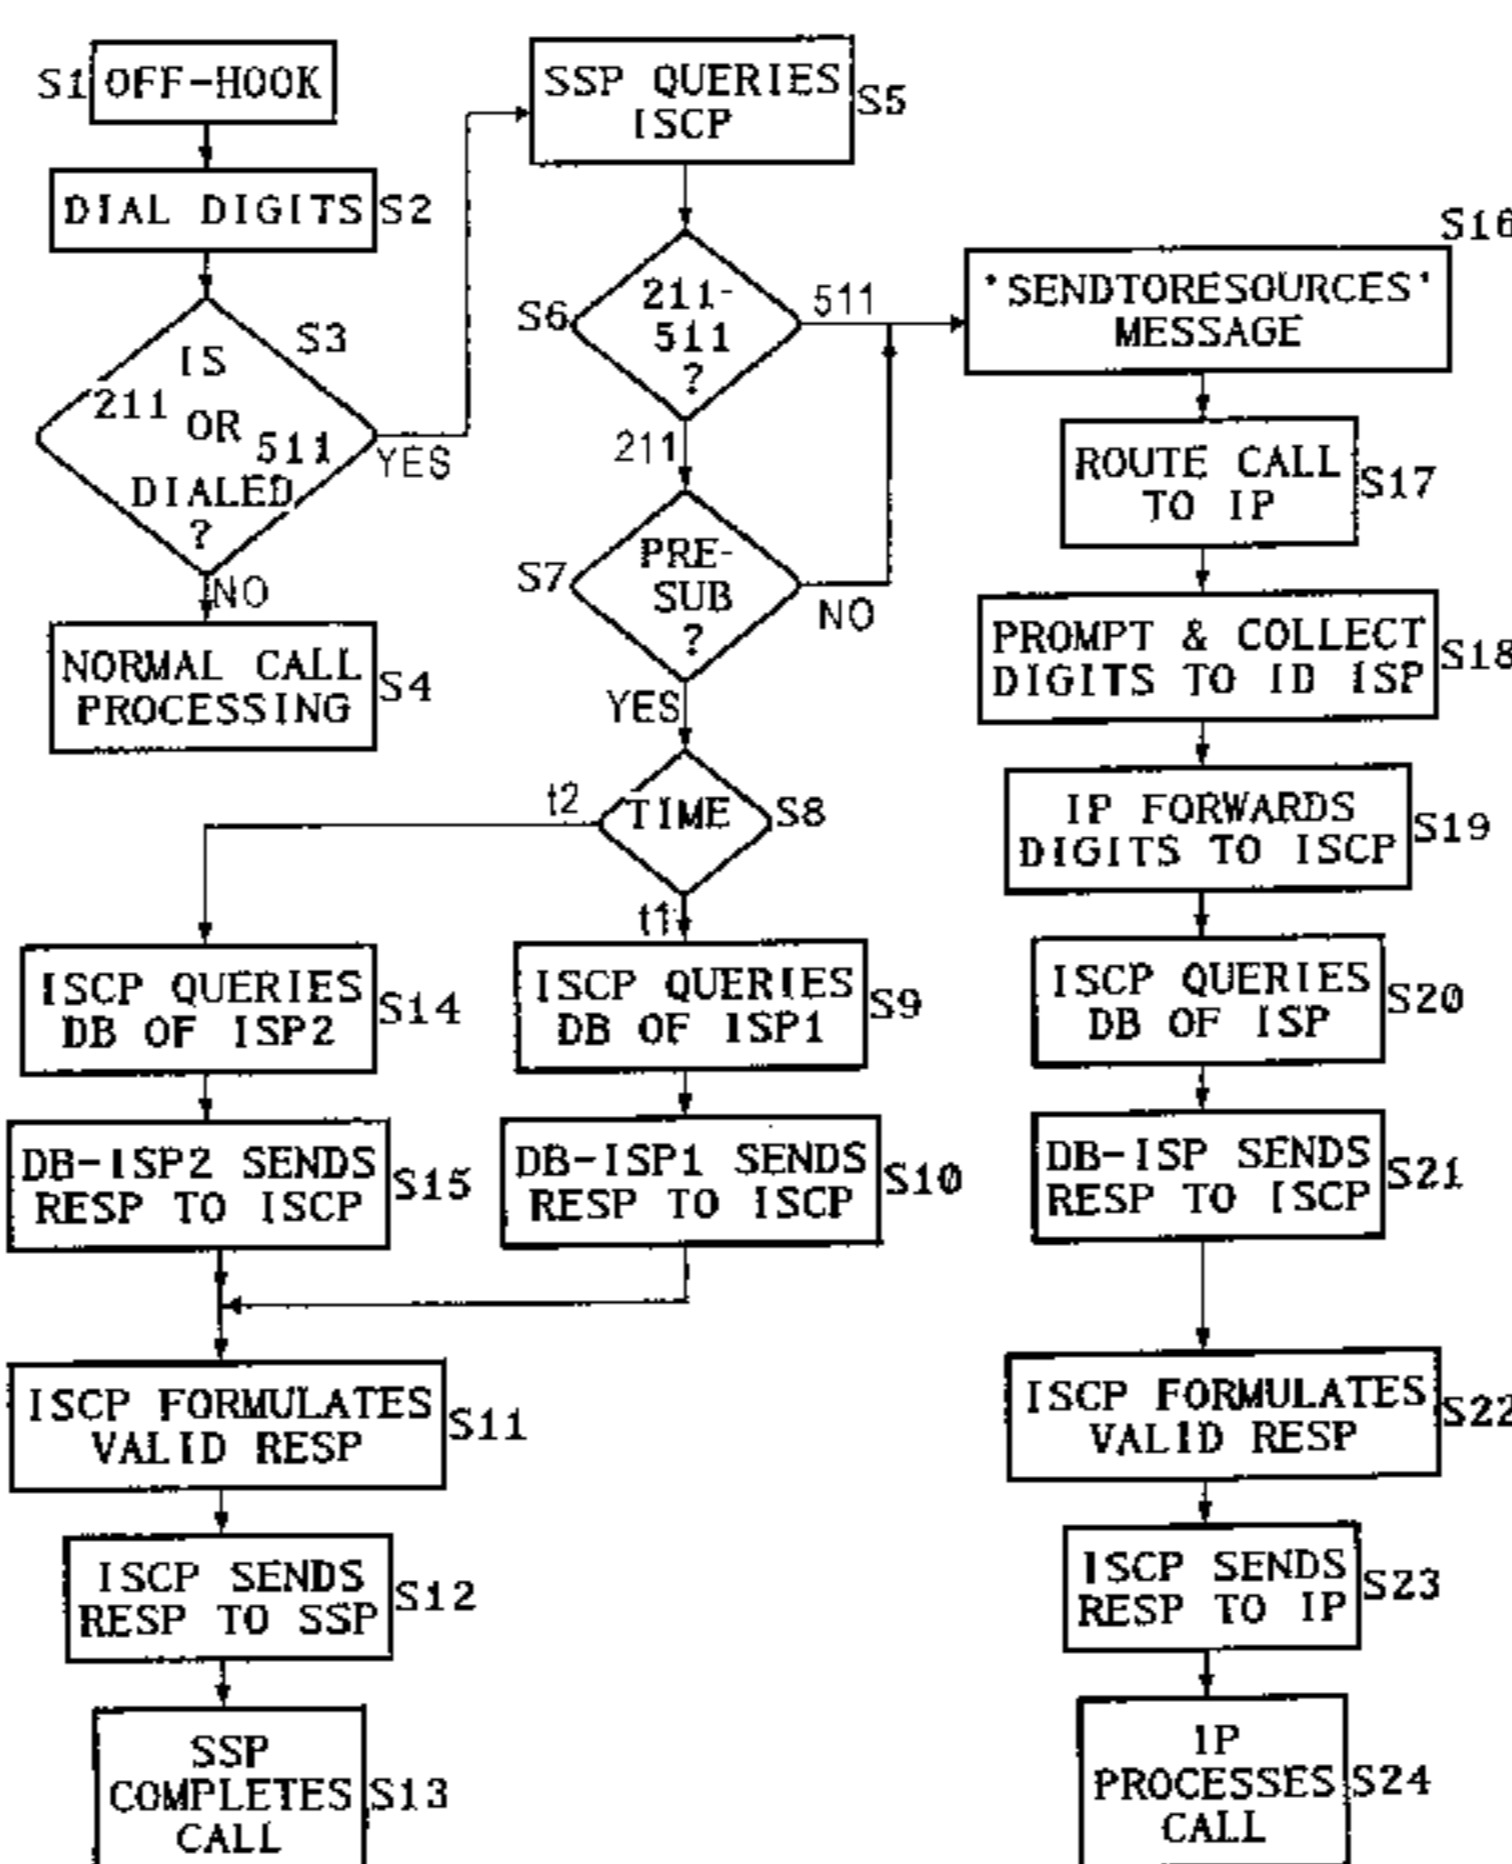 S1
OFF-HOOK
DIAL DIGITS
S2
S3
IS
211
OR
511
DIALED
?
YES
NO
NORMAL CALL
PROCESSING
S4
SSP QUERIES
ISCP
S5
S6
211-
511
?
511
211
S7
PRE-
SUB
?
NO
YES
TIME
S8
t2
t1
ISCP QUERIES
DB OF ISP2
S14
DB-ISP2 SENDS
RESP TO ISCP
S15
ISCP QUERIES
DB OF ISP1
S9
DB-ISP1 SENDS
RESP TO ISCP
S10
ISCP FORMULATES
VALID RESP
S11
ISCP SENDS
RESP TO SSP
S12
SSP
COMPLETES
CALL
S13
S16
'SENDTORESOURCES'
MESSAGE
ROUTE CALL
TO IP
S17
PROMPT & COLLECT
DIGITS TO ID ISP
S18
IP FORWARDS
DIGITS TO ISCP
S19
ISCP QUERIES
DB OF ISP
S20
DB-ISP SENDS
RESP TO ISCP
S21
ISCP FORMULATES
VALID RESP
S22
ISCP SENDS
RESP TO IP
S23
IP
PROCESSES
CALL
S24